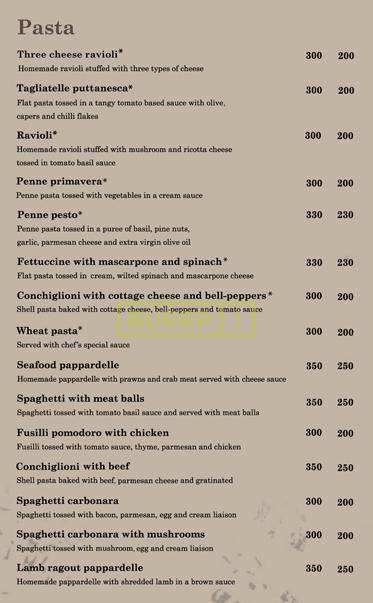 Pasta
Three cheese ravioli* 300 200
Homemade ravioli stuffed with three types of cheese
Tagliatelle puttanesca* 300 200
Flat pasta tossed in a tangy tomato based sauce with olive,
capers and chilli flakes
Ravioli* 300 200
Homemade ravioli stuffed with mushroom and ricotta cheese
tossed in tomato basil sauce
Penne primavera* 300 200
Penne pasta tossed with vegetables in a cream sauce
Penne pesto* 330 230
Penne pasta tossed in a puree of basil, pine nuts,
garlic, parmesan cheese and extra virgin olive oil
Fettuccine with mascarpone and spinach* 330 230
Flat pasta tossed in cream, wilted spinach and mascarpone cheese
Conchiglioni with cottage cheese and bell-peppers* 300 200
Shell pasta baked with cottage cheese, bell-peppers and tomato sauce
Wheat pasta* 300 200
Served with chef's special sauce
Seafood pappardelle 350 250
Homemade pappardelle with prawns and crab meat served with cheese sauce
Spaghetti with meat balls 350 250
Spaghetti tossed with tomato basil sauce and served with meat balls
Fusilli pomodoro with chicken 300 200
Fusilli tossed with tomato sauce, thyme, parmesan and chicken
Conchiglioni with beef 350 250
Shell pasta baked with beef, parmesan cheese and gratinated
Spaghetti carbonara 300 200
Spaghetti tossed with bacon, parmesan, egg and cream liaison
Spaghetti carbonara with mushrooms 300 200
Spaghetti tossed with mushroom, egg and cream liaison
Lamb ragout pappardelle 350 250
Homemade pappardelle with shredded lamb in a brown sauce